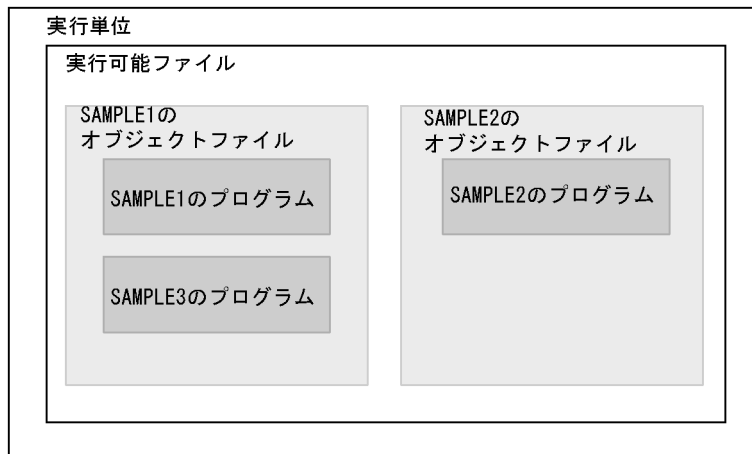 実行単位
実行可能ファイル
SAMPLE1の
オブジェクトファイル
SAMPLE1のプログラム
SAMPLE3のプログラム
SAMPLE2の
オブジェクトファイル
SAMPLE2のプログラム